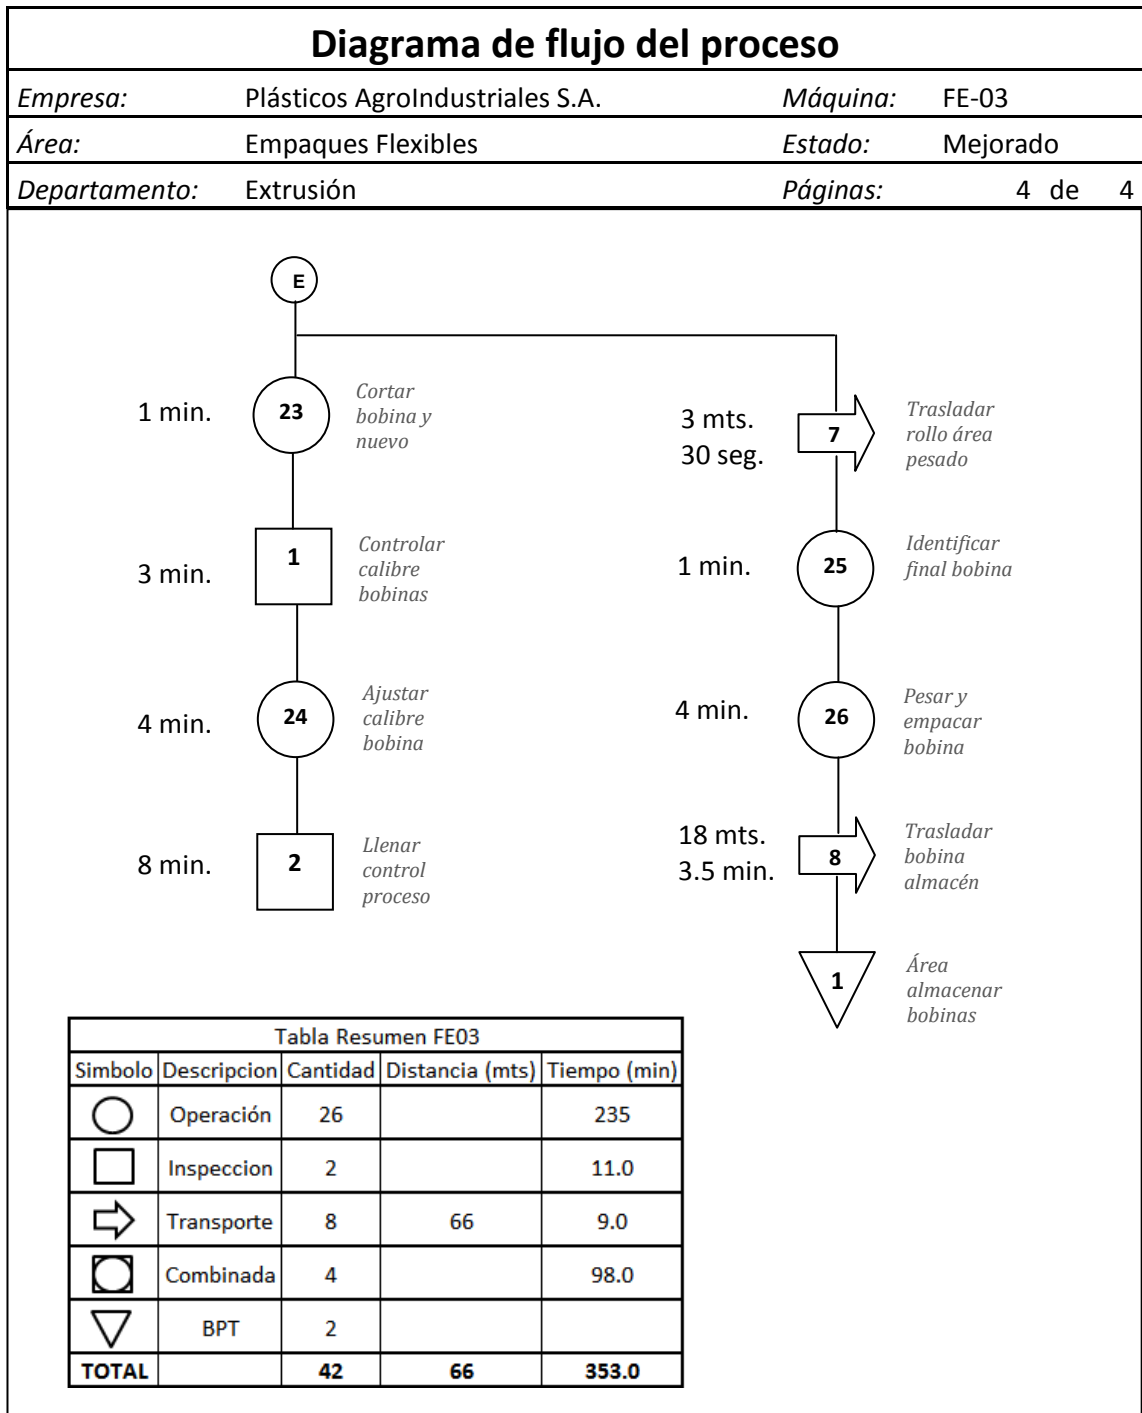 Diagrama de flujo del proceso
Empresa: Plásticos AgroIndustriales S.A. Máquina: FE-03
Área: Empaques Flexibles Estado: Mejorado
Departamento: Extrusión Páginas: 4 de 4
E
1 min.
23
Cortar
bobina y
nuevo
3 min.
1
Controlar
calibre
bobinas
4 min.
24
Ajustar
calibre
bobina
8 min.
2
Llenar
control
proceso
3 mts.
30 seg.
7
Trasladar
rollo área
pesado
1 min.
25
Identificar
final bobina
4 min.
26
Pesar y
empacar
bobina
18 mts.
3.5 min.
8
Trasladar
bobina
almacén
1
Área
almacenar
bobinas
Tabla Resumen FE03
Simbolo Descripcion Cantidad Distancia (mts) Tiempo (min)
Operación 26 235
Inspeccion 2 11.0
Transporte 8 66 9.0
Combinada 4 98.0
BPT 2
TOTAL 42 66 353.0